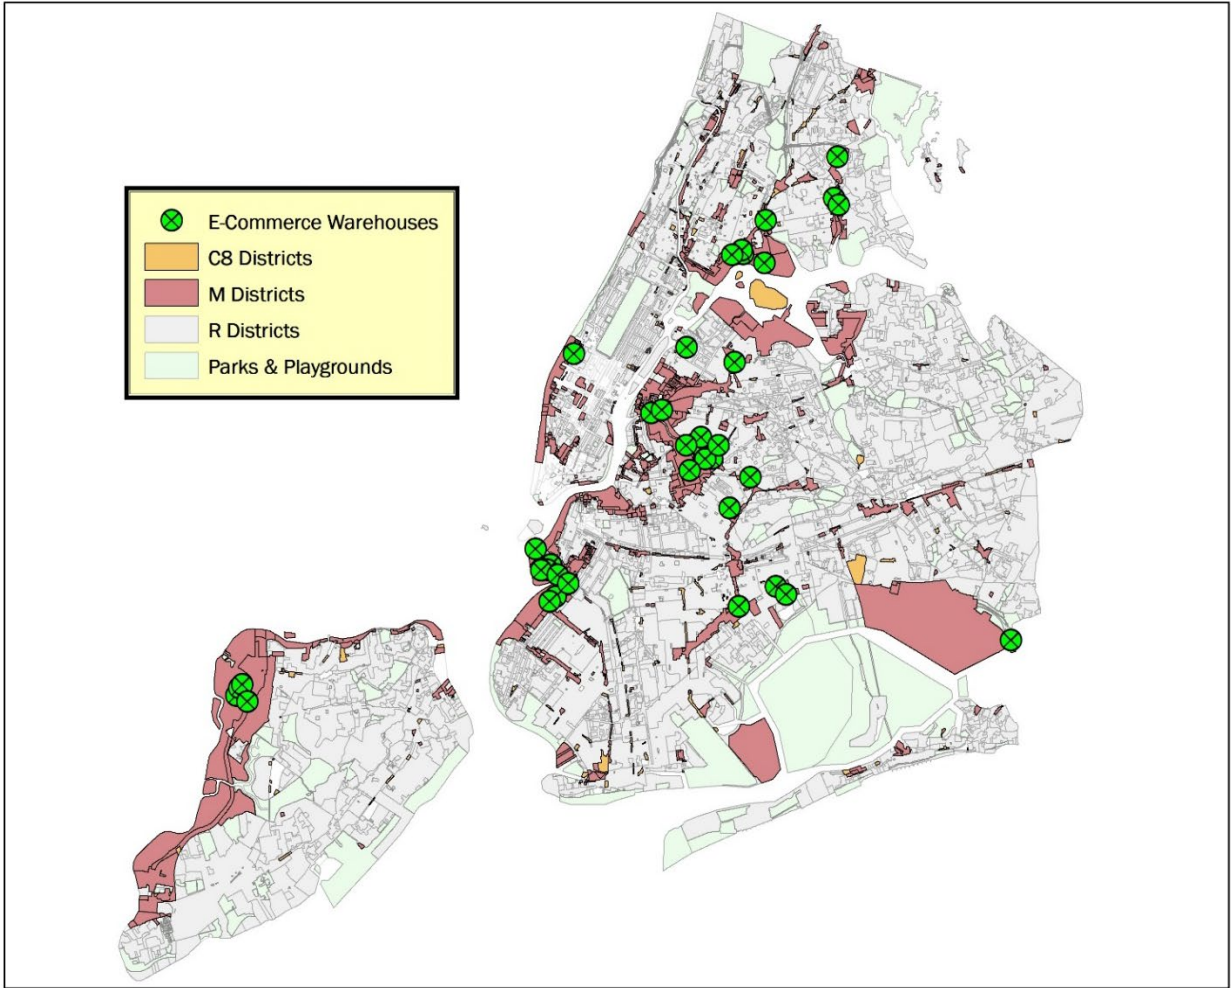 E-Commerce Warehouses
C8 Districts
M Districts
R Districts
Parks & Playgrounds